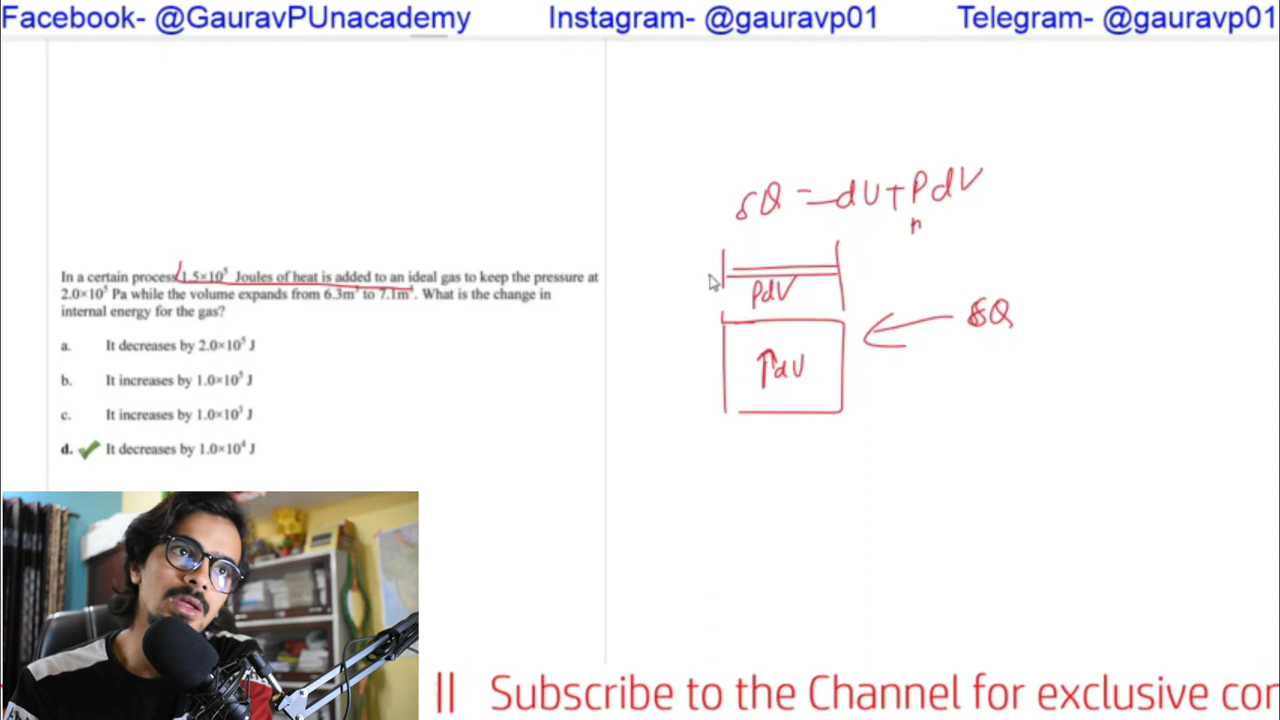 Facebook- @GauravPUnacademy Instagram- @gauravp01 Telegram- @gauravp01
In a certain process 1.5×10⁵ Joules of heat is added to an ideal gas to keep the pressure at
2.0×10⁵ Pa while the volume expands from 6.3m³ to 7.1m³. What is the change in
internal energy for the gas?
a. It decreases by 2.0×10⁵ J
b. It increases by 1.0×10⁵ J
c. It increases by 1.0×10³ J
d. It decreases by 1.0×10⁴ J
δQ = dU+PdV
PdV
δQ
dU
|| Subscribe to the Channel for exclusive con